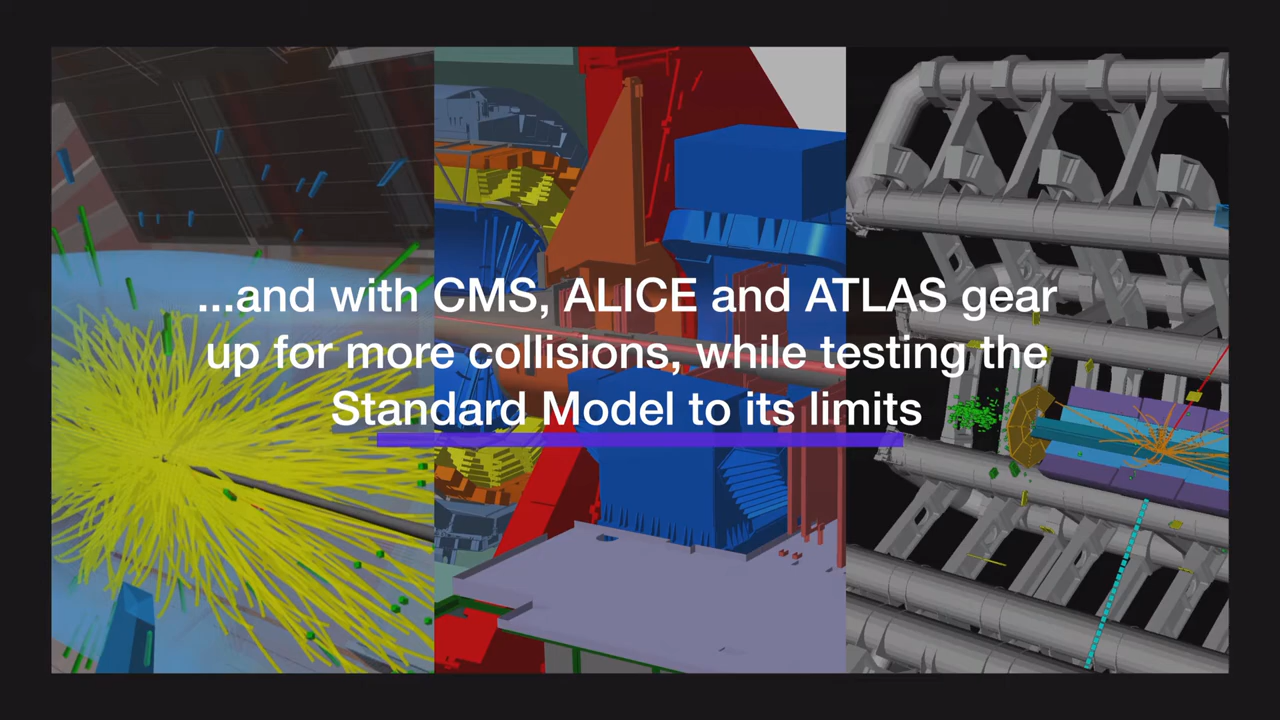 ...and with CMS, ALICE and ATLAS gear
up for more collisions, while testing the
Standard Model to its limits